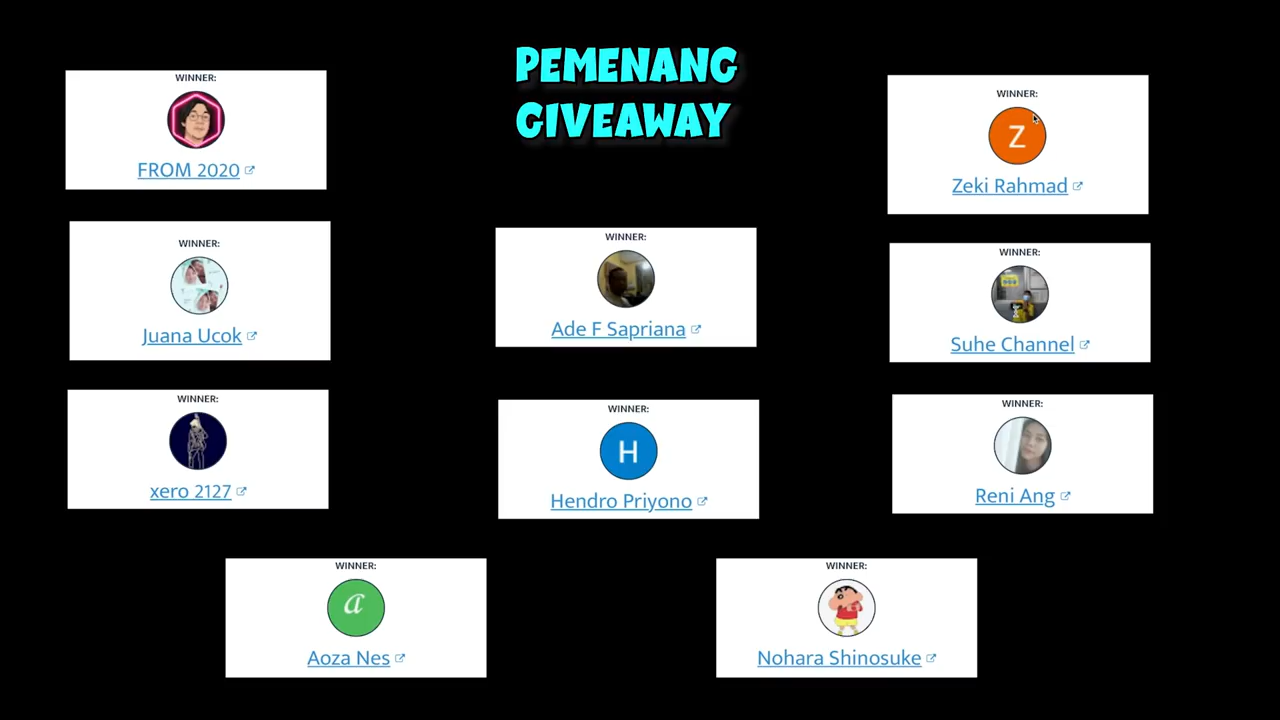 PEMENANG
GIVEAWAY
WINNER:
FROM 2020
WINNER:
Z
Zeki Rahmad
WINNER:
Juana Ucok
WINNER:
Ade F Sapriana
WINNER:
Suhe Channel
WINNER:
xero 2127
WINNER:
H
Hendro Priyono
WINNER:
Reni Ang
WINNER:
a
Aoza Nes
WINNER:
Nohara Shinosuke